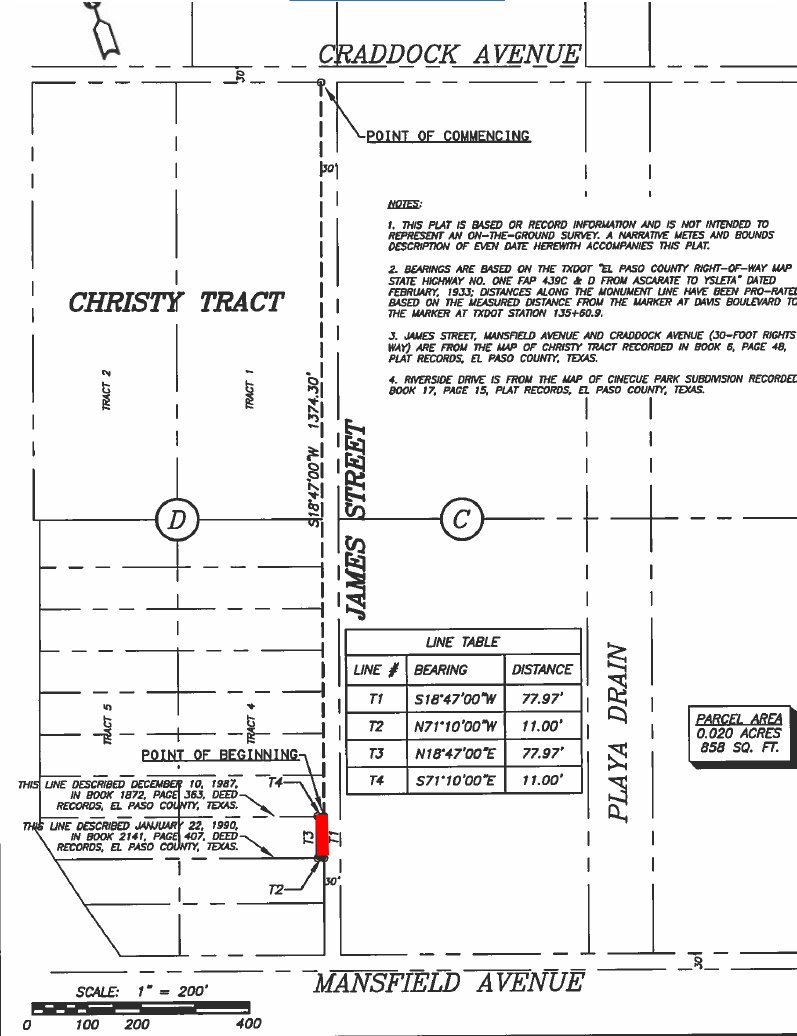 CRADDOCK AVENUE
30'
POINT OF COMMENCING
30'
NOTES:
1. THIS PLAT IS BASED OR RECORD INFORMATION AND IS NOT INTENDED TO
REPRESENT AN ON-THE-GROUND SURVEY. A NARRATIVE METES AND BOUNDS
DESCRIPTION OF EVEN DATE HEREWITH ACCOMPANIES THIS PLAT.
2. BEARINGS ARE BASED ON THE TXDOT "EL PASO COUNTY RIGHT-OF-WAY MAP
STATE HIGHWAY NO. ONE FAP 439C & D FROM ASCARATE TO YSLETA" DATED
FEBRUARY, 1933; DISTANCES ALONG THE MONUMENT LINE HAVE BEEN PRO-RATED
BASED ON THE MEASURED DISTANCE FROM THE MARKER AT DAVIS BOULEVARD TO
THE MARKER AT TXDOT STATION 135+60.9.
3. JAMES STREET, MANSFIELD AVENUE AND CRADDOCK AVENUE (30-FOOT RIGHTS
WAY) ARE FROM THE MAP OF CHRISTY TRACT RECORDED IN BOOK 6, PAGE 48,
PLAT RECORDS, EL PASO COUNTY, TEXAS.
4. RIVERSIDE DRIVE IS FROM THE MAP OF CINECUE PARK SUBDIVISION RECORDED
BOOK 17, PAGE 15, PLAT RECORDS, EL PASO COUNTY, TEXAS.
CHRISTY TRACT
TRACT 2
TRACT 1
S18°47'00"W 1374.30'
JAMES STREET
D
C
LINE TABLE
LINE # BEARING DISTANCE
T1 S18°47'00"W 77.97'
T2 N71°10'00"W 11.00'
T3 N18°47'00"E 77.97'
T4 S71°10'00"E 11.00'
PLAYA DRAIN
PARCEL AREA
0.020 ACRES
858 SQ. FT.
TRACT 5
TRACT 4
POINT OF BEGINNING
T4
THIS LINE DESCRIBED DECEMBER 10, 1987,
IN BOOK 1872, PAGE 363, DEED
RECORDS, EL PASO COUNTY, TEXAS.
THIS LINE DESCRIBED JANUARY 22, 1990,
IN BOOK 2141, PAGE 407, DEED
RECORDS, EL PASO COUNTY, TEXAS.
T3
T1
T2
30'
30'
MANSFIELD AVENUE
SCALE: 1" = 200'
0 100 200 400